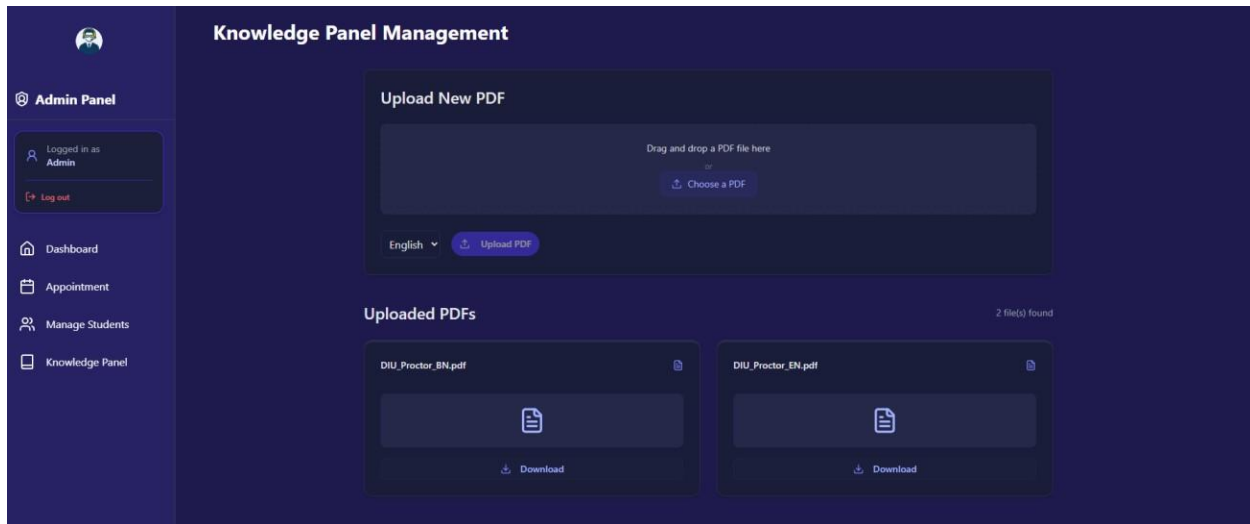 Knowledge Panel Management
Admin Panel
Logged in as
Admin
Log out
Dashboard
Appointment
Manage Students
Knowledge Panel
Upload New PDF
Drag and drop a PDF file here
or
Choose a PDF
English
Upload PDF
Uploaded PDFs
2 file(s) found
DIU_Proctor_BN.pdf
Download
DIU_Proctor_EN.pdf
Download